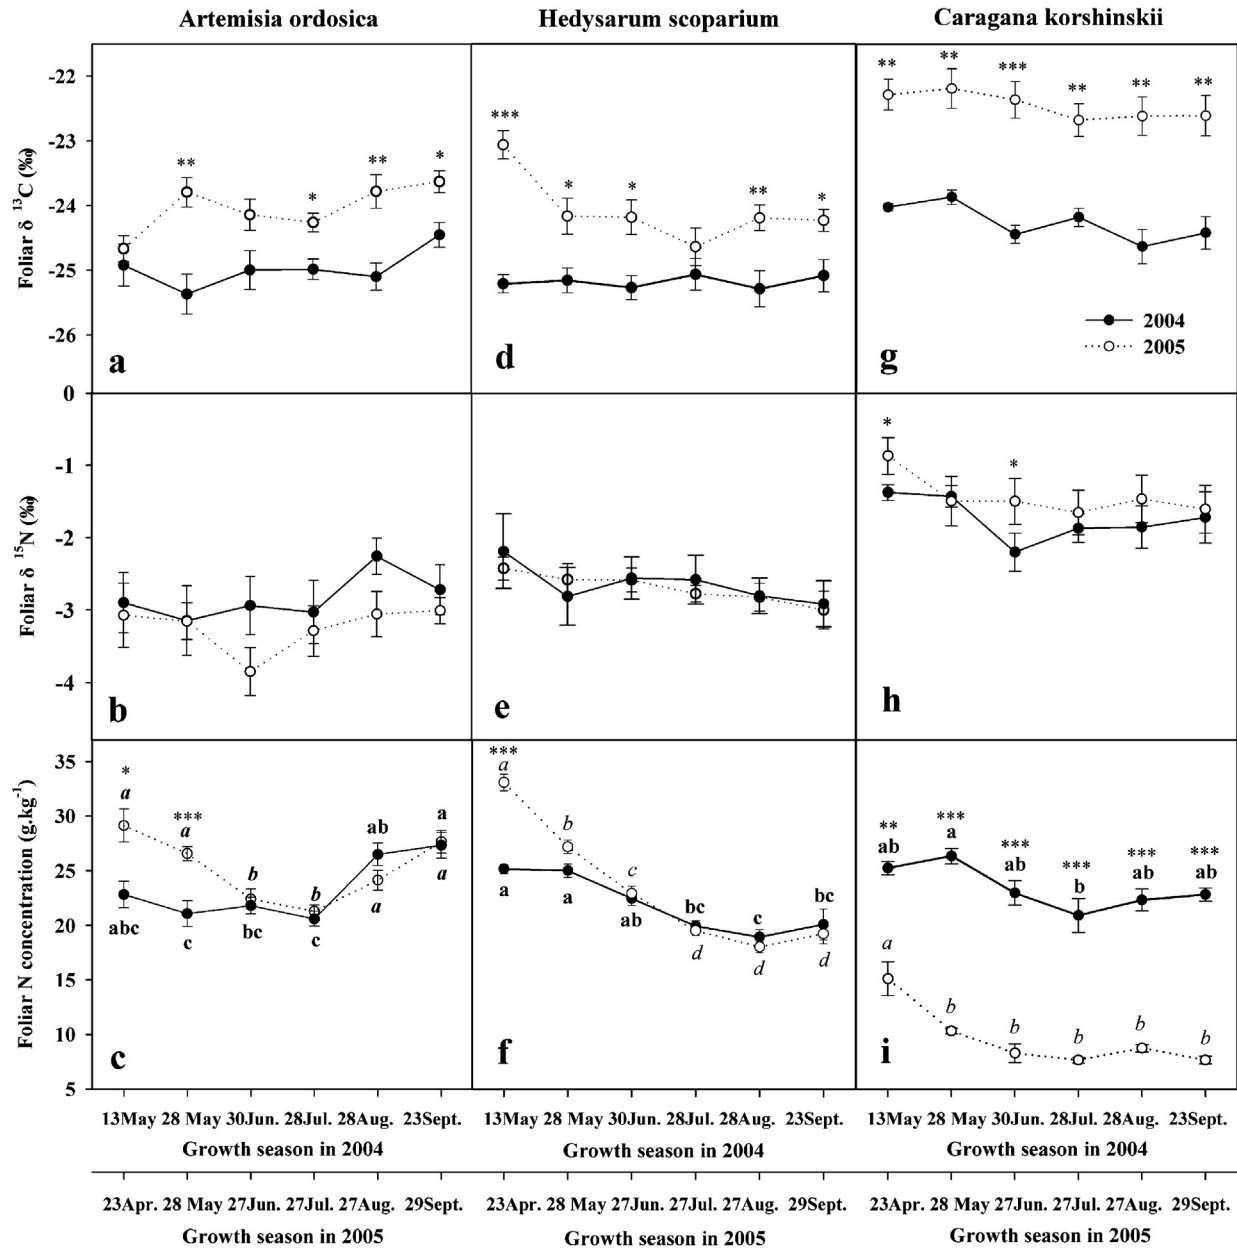 Artemisia ordosica Hedysarum scoparium Caragana korshinskii
Foliar δ ¹³C (‰)
-22
-23
-24
-25
-26
** * ** *
a
*** * * ** *
d
** ** *** ** ** **
2004
2005
g
Foliar δ ¹⁵N (‰)
0
-1
-2
-3
-4
b
e
* *
h
Foliar N concentration (g.kg⁻¹)
35
30
25
20
15
10
5
* ***
a a b b ab a
abc c bc c a a
c
***
a b c bc c bc
a a ab d d d
f
** *** *** *** *** ***
ab a ab b ab ab
a b b b b b
i
13May 28 May 30Jun. 28Jul. 28Aug. 23Sept. 13May 28 May 30Jun. 28Jul. 28Aug. 23Sept. 13May 28 May 30Jun. 28Jul. 28Aug. 23Sept.
Growth season in 2004 Growth season in 2004 Growth season in 2004
23Apr. 28 May 27Jun. 27Jul. 27Aug. 29Sept. 23Apr. 28 May 27Jun. 27Jul. 27Aug. 29Sept. 23Apr. 28 May 27Jun. 27Jul. 27Aug. 29Sept.
Growth season in 2005 Growth season in 2005 Growth season in 2005